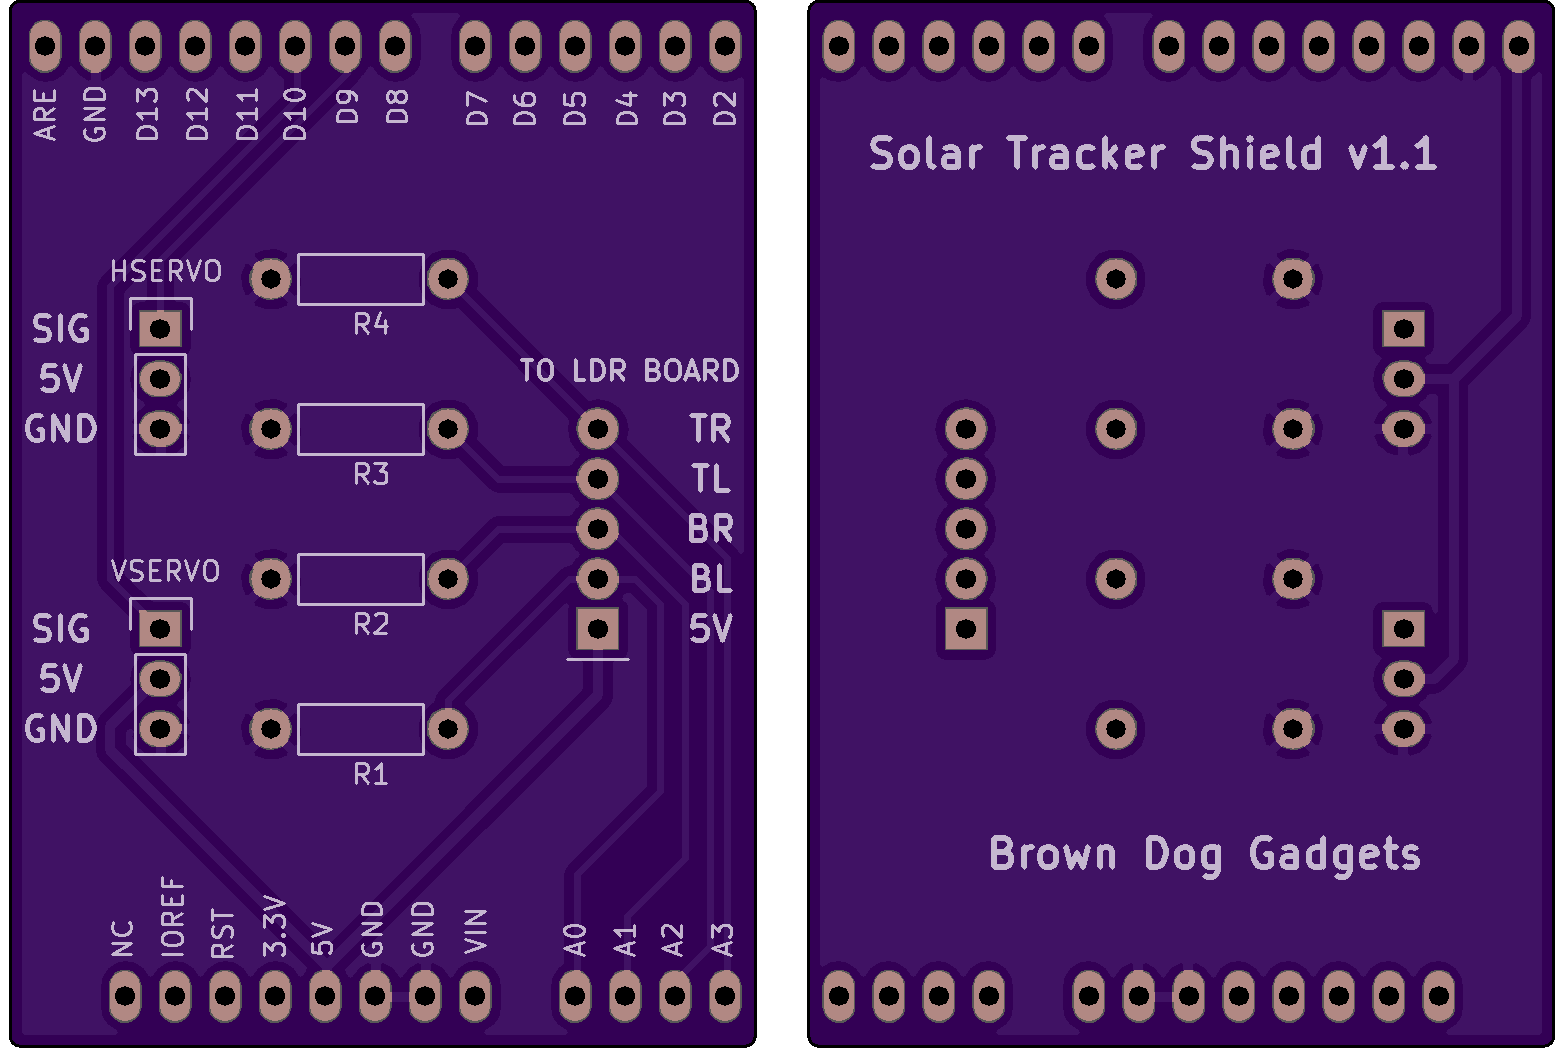 ARE GND D13 D12 D11 D10 D9 D8 D7 D6 D5 D4 D3 D2
HSERVO
SIG
5V
GND
R4
TO LDR BOARD
TR
TL
BR
BL
5V
R3
VSERVO
SIG
5V
GND
R2
R1
NC IOREF RST 3.3V 5V GND GND VIN A0 A1 A2 A3
Solar Tracker Shield v1.1
Brown Dog Gadgets